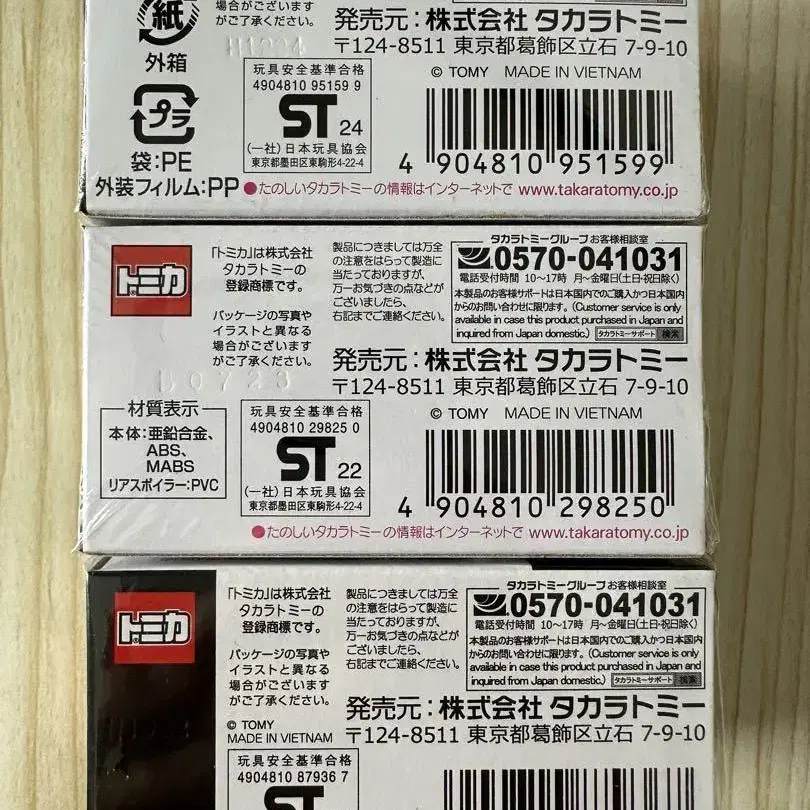 場合がございます
がご了承ください。
紙
外箱
プラ
袋:PE
外装フィルム:PP
発売元:株式会社 タカラトミー
〒124-8511 東京都葛飾区立石 7-9-10
© TOMY MADE IN VIETNAM
玩具安全基準合格
4904810 95159 9
ST 24
(一社)日本玩具協会
東京都墨田区東駒形4-22-4
4 904810 951599
●たのしいタカラトミーの情報はインターネットで www.takaratomy.co.jp
トミカ
「トミカ」は株式会社
タカラトミーの
登録商標です。
パッケージの写真や
イラストと異なる
場合がございます
がご了承ください。
製品につきましては万全
の注意をはらって製造に
当たっておりますが、
万一お気づきの点などが
ございましたら、
右記までご連絡ください。
タカラトミーグループ お客様相談室
0570-041031
電話受付時間 10〜17時 月〜金曜日(土日・祝日除く)
本製品のお客様サポートは日本国内でのご購入かつ日本国内
からのお問い合わせに限ります。(Customer service is only
available in case this product purchased in Japan and
inquired from Japan domestic.) タカラトミーサポート 検索
発売元:株式会社 タカラトミー
〒124-8511 東京都葛飾区立石 7-9-10
材質表示
本体:亜鉛合金、
ABS、
MABS
リアスポイラー:PVC
玩具安全基準合格
4904810 29825 0
ST 22
(一社)日本玩具協会
東京都墨田区東駒形4-22-4
© TOMY MADE IN VIETNAM
4 904810 298250
●たのしいタカラトミーの情報はインターネットで www.takaratomy.co.jp
トミカ
「トミカ」は株式会社
タカラトミーの
登録商標です。
パッケージの写真や
イラストと異なる
場合がございます
がご了承ください。
© TOMY
MADE IN VIETNAM
製品につきましては万全
の注意をはらって製造に
当たっておりますが、
万一お気づきの点などが
ございましたら、
右記までご連絡ください。
タカラトミーグループ お客様相談室
0570-041031
電話受付時間 10〜17時 月〜金曜日(土日・祝日除く)
本製品のお客様サポートは日本国内でのご購入かつ日本国内
からのお問い合わせに限ります。(Customer service is only
available in case this product purchased in Japan and
inquired from Japan domestic.) タカラトミーサポート 検索
発売元:株式会社 タカラトミー
〒124-8511 東京都葛飾区立石 7-9-10
玩具安全基準合格
4904810 87936 7
ST